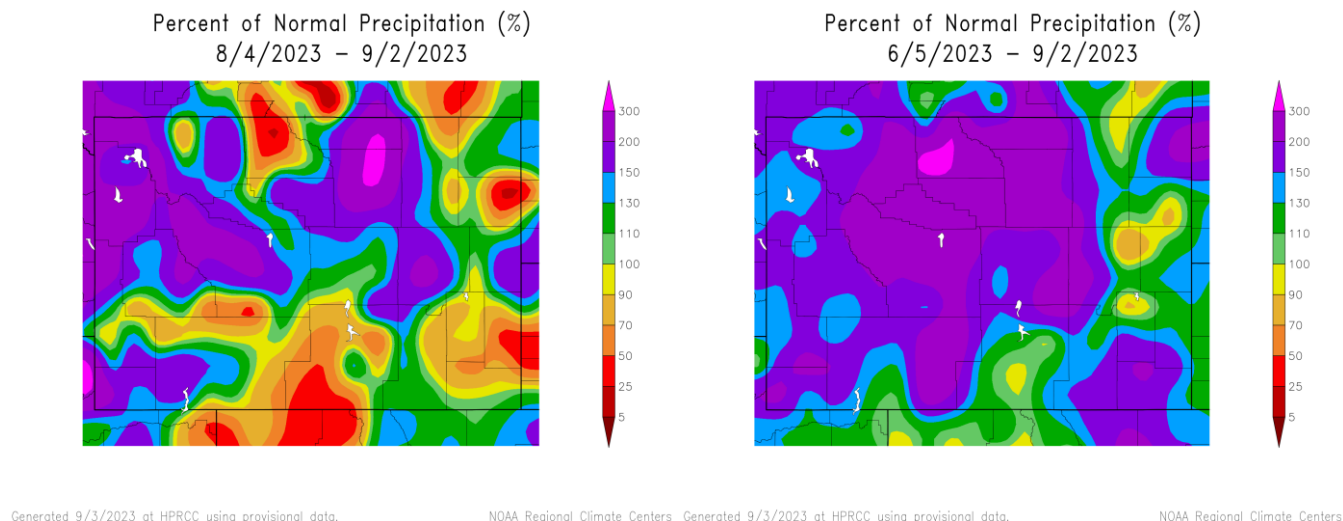 Percent of Normal Precipitation (%)
8/4/2023 – 9/2/2023
300
200
150
130
110
100
90
70
50
25
5
Generated 9/3/2023 at HPRCC using provisional data.
NOAA Regional Climate Centers
Percent of Normal Precipitation (%)
6/5/2023 – 9/2/2023
300
200
150
130
110
100
90
70
50
25
5
Generated 9/3/2023 at HPRCC using provisional data.
NOAA Regional Climate Centers